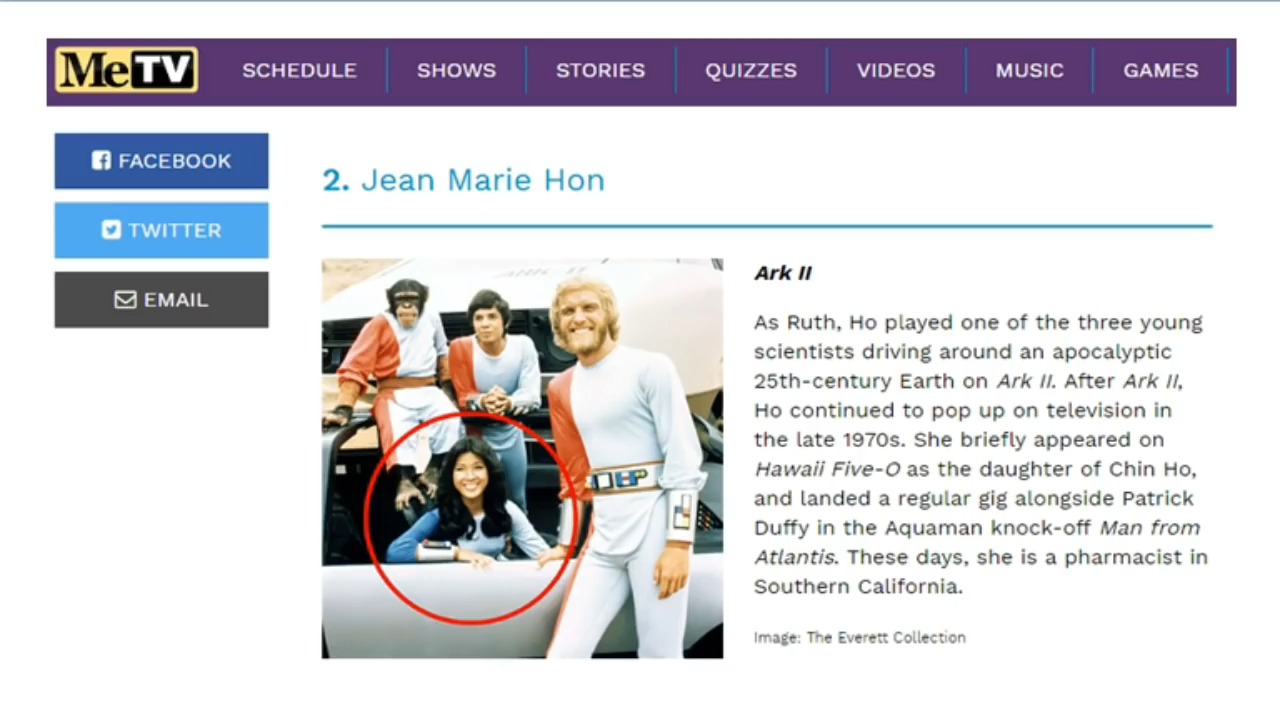 MeTV
SCHEDULE
SHOWS
STORIES
QUIZZES
VIDEOS
MUSIC
GAMES
FACEBOOK
TWITTER
EMAIL
2. Jean Marie Hon
ARK II
Ark II
As Ruth, Ho played one of the three young
scientists driving around an apocalyptic
25th-century Earth on Ark II. After Ark II,
Ho continued to pop up on television in
the late 1970s. She briefly appeared on
Hawaii Five-O as the daughter of Chin Ho,
and landed a regular gig alongside Patrick
Duffy in the Aquaman knock-off Man from
Atlantis. These days, she is a pharmacist in
Southern California.
Image: The Everett Collection